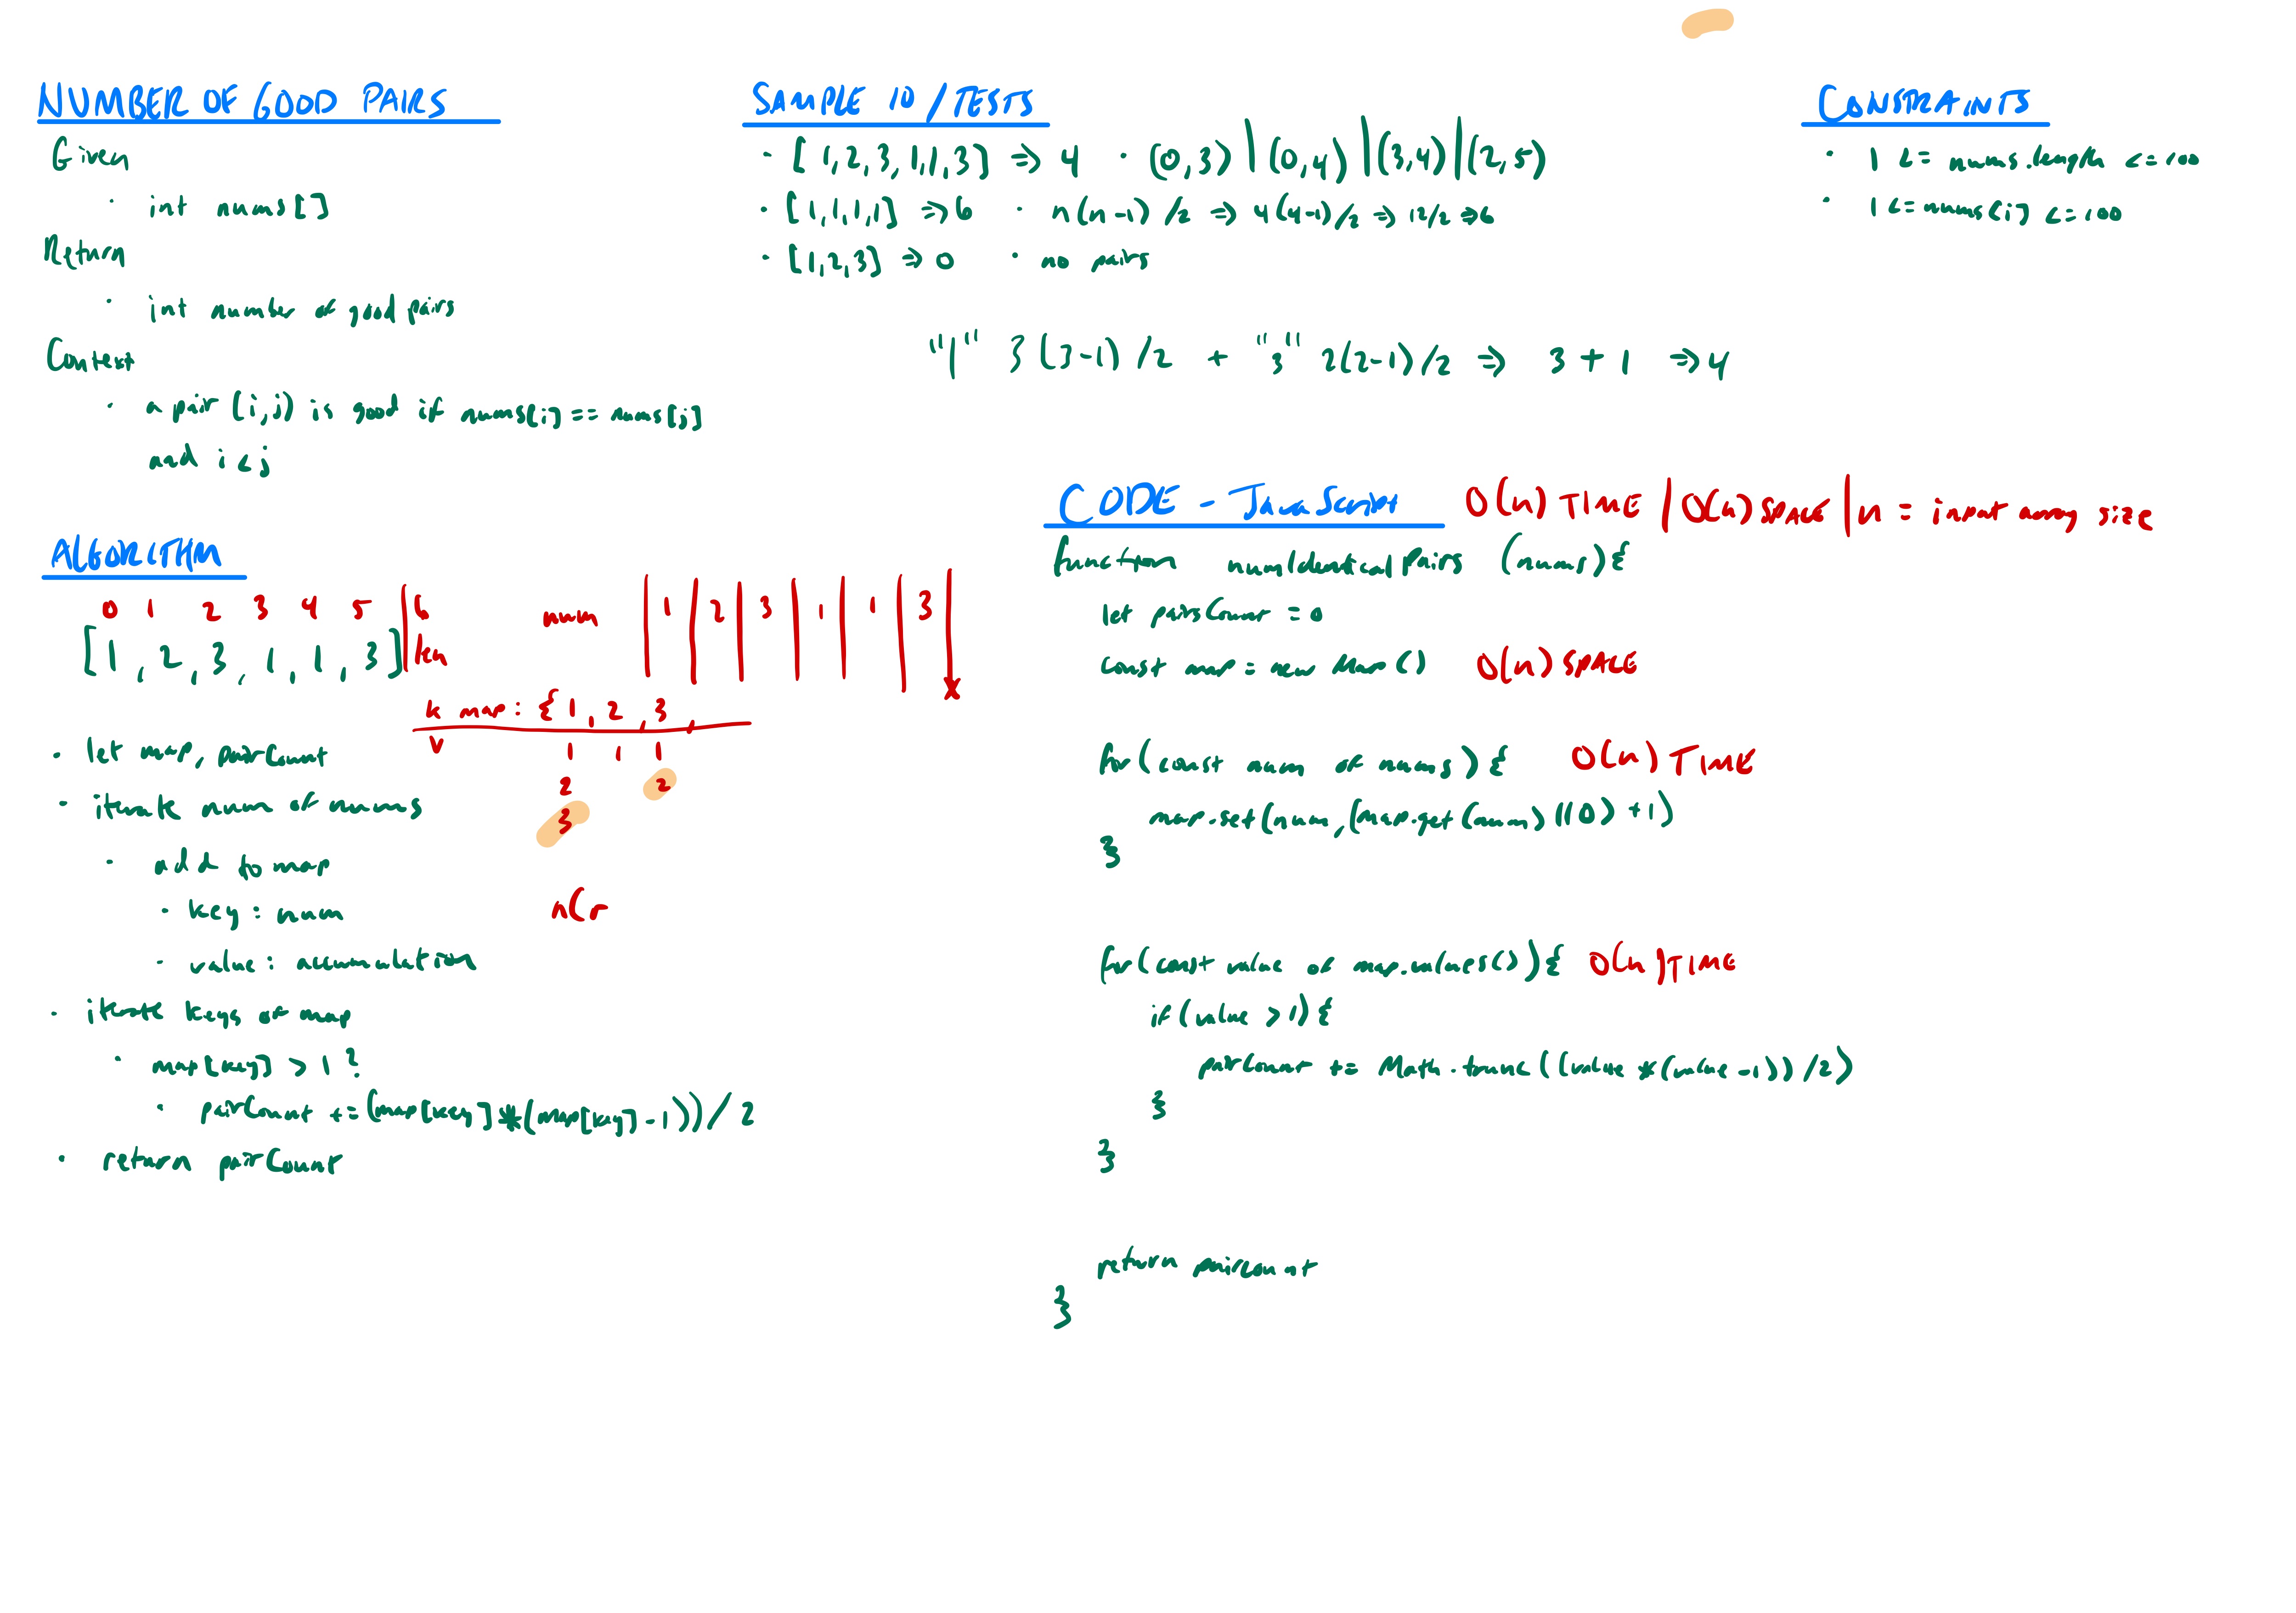 NUMBER OF GOOD PAIRS
Given
· int nums[]
Return
· int number of good pairs
Context
· a pair (i,j) is good if nums[i] == nums[j]
and i < j
SAMPLE IO/TESTS
· [1,2,3,1,1,3] => 4 · (0,3) | (0,4) | (3,4) | (2,5)
· [1,1,1,1] => 6 · n(n-1)/2 => 4(4-1)/2 => 12/2 => 6
· [1,2,3] => 0 · no pairs
"1" 3(3-1)/2 + "3" 2(2-1)/2 => 3 + 1 => 4
CONSTRAINTS
· 1 <= nums.length <= 100
· 1 <= nums[i] <= 100
ALGORITHM
0 1 2 3 4 5 | 6
[1, 2, 3, 1, 1, 3] | len
num | 1 | 2 | 3 | 1 | 1 | 3 | x
k map: { 1, 2, 3,
v 1 1 1
2 2
3
nCr
· let map, pairCount
· iterate num of nums
· add to map
· key: num
· value: accumulation
· iterate keys of map
· map[key] > 1 ?
· pairCount += (map[key]*(map[key]-1))/2
· return pairCount
CODE - JavaScript O(n) TIME | O(n) SPACE | n = input array size
function numIdenticalPairs (nums){
let pairsCount = 0
const map = new Map() O(n) SPACE
for(const num of nums){ O(n) TIME
map.set(num,(map.get(num)||0)+1)
}
for(const value of map.values()){ O(n) TIME
if(value > 1){
pairCount += Math.trunc((value *(value -1))/2)
}
}
return pairCount
}